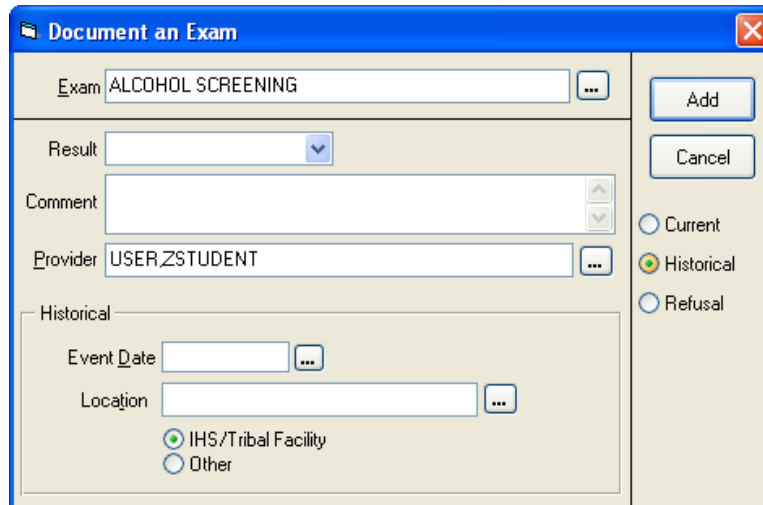 Document an Exam
Exam ALCOHOL SCREENING ...
Add
Result
Cancel
Comment
Current
Provider USER,ZSTUDENT ...
Historical
Refusal
Historical
Event Date ...
Location ...
IHS/Tribal Facility
Other